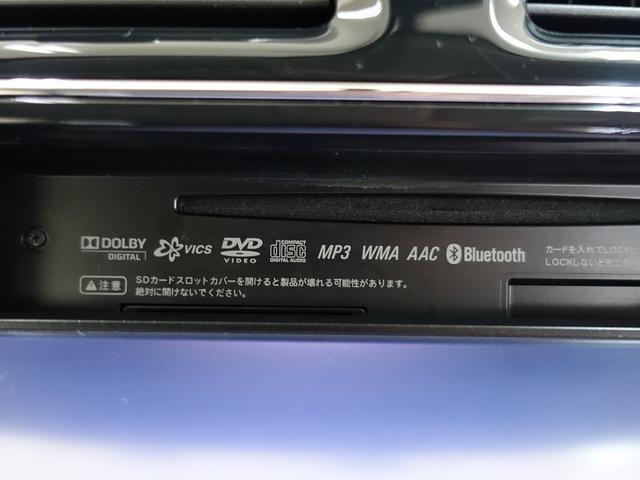 DOLBY DIGITAL VICS DVD VIDEO COMPACT disc DIGITAL AUDIO MP3 WMA AAC Bluetooth
カードを入れてLOCK
LOCKしないとモニタ
注意 SDカードスロットカバーを開けると製品が壊れる可能性があります。
絶対に開けないでください。